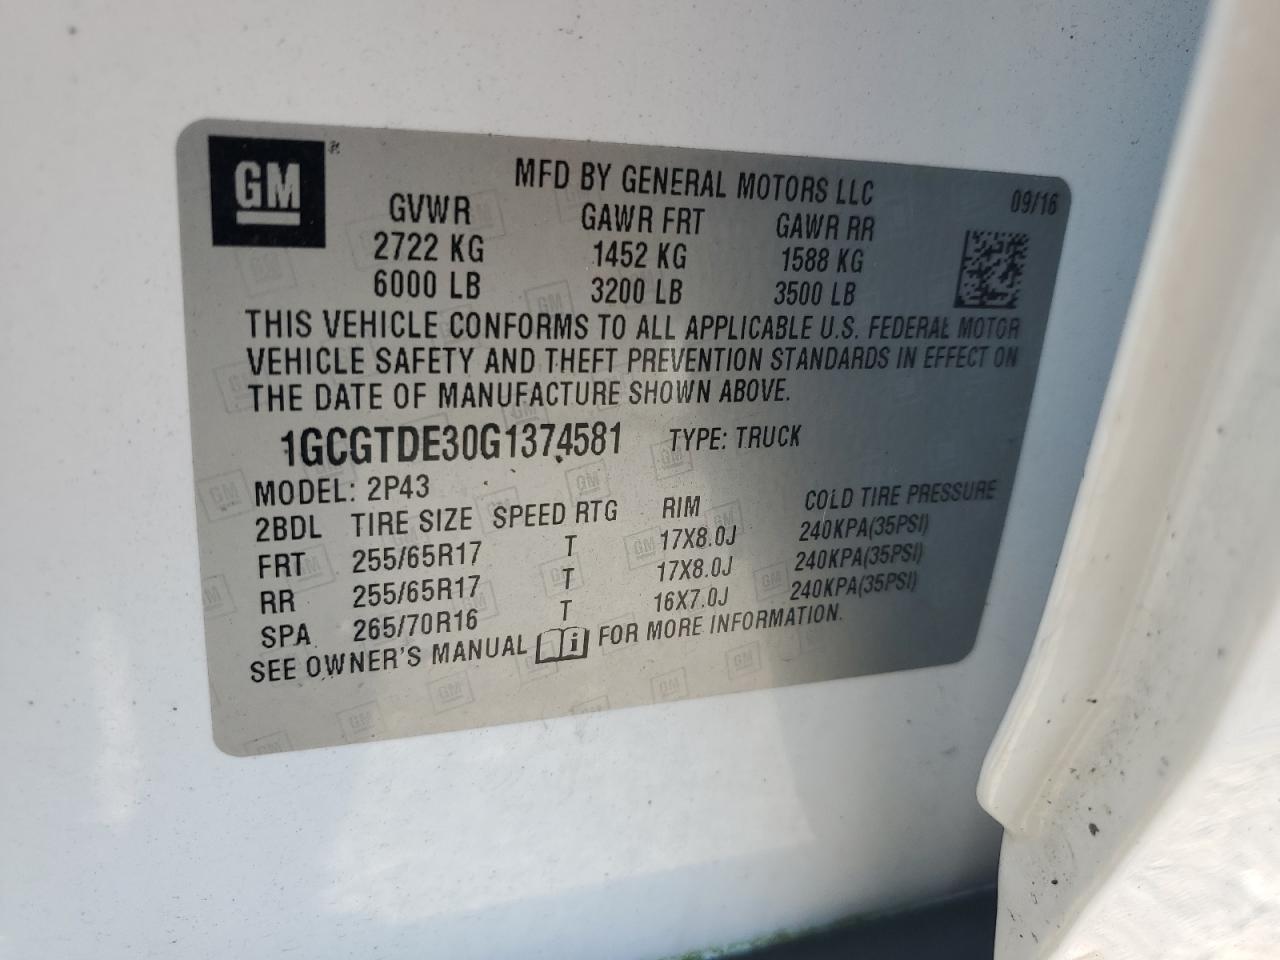 GM
MFD BY GENERAL MOTORS LLC 09/16
GVWR GAWR FRT GAWR RR
2722 KG 1452 KG 1588 KG
6000 LB 3200 LB 3500 LB
THIS VEHICLE CONFORMS TO ALL APPLICABLE U.S. FEDERAL MOTOR
VEHICLE SAFETY AND THEFT PREVENTION STANDARDS IN EFFECT ON
THE DATE OF MANUFACTURE SHOWN ABOVE.
1GCGTDE30G1374581 TYPE: TRUCK
MODEL: 2P43
2BDL TIRE SIZE SPEED RTG RIM COLD TIRE PRESSURE
FRT 255/65R17 T 17X8.0J 240KPA(35PSI)
RR 255/65R17 T 17X8.0J 240KPA(35PSI)
SPA 265/70R16 T 16X7.0J 240KPA(35PSI)
SEE OWNER'S MANUAL i FOR MORE INFORMATION.